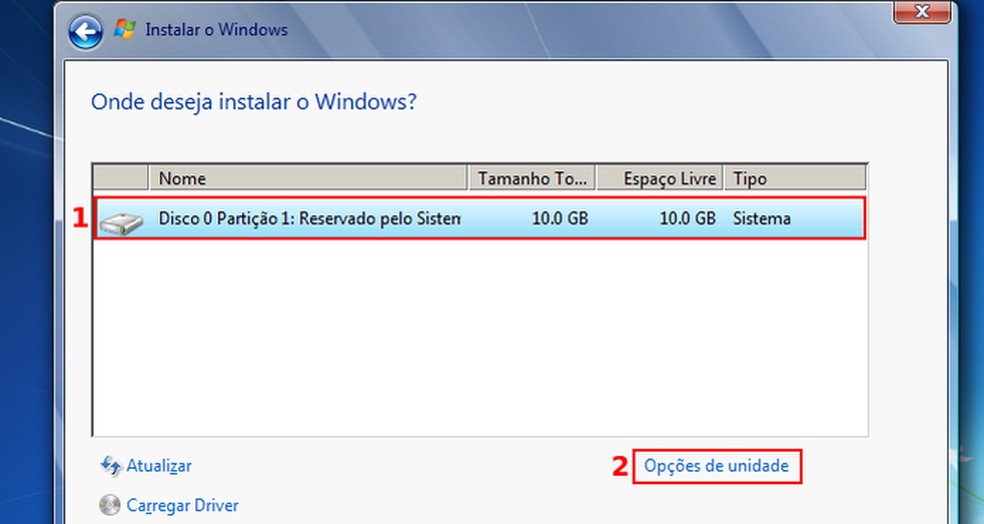 Instalar o Windows
Onde deseja instalar o Windows?
Nome Tamanho To... Espaço Livre Tipo
1 Disco 0 Partição 1: Reservado pelo Sisten 10.0 GB 10.0 GB Sistema
Atualizar 2 Opções de unidade
Carregar Driver